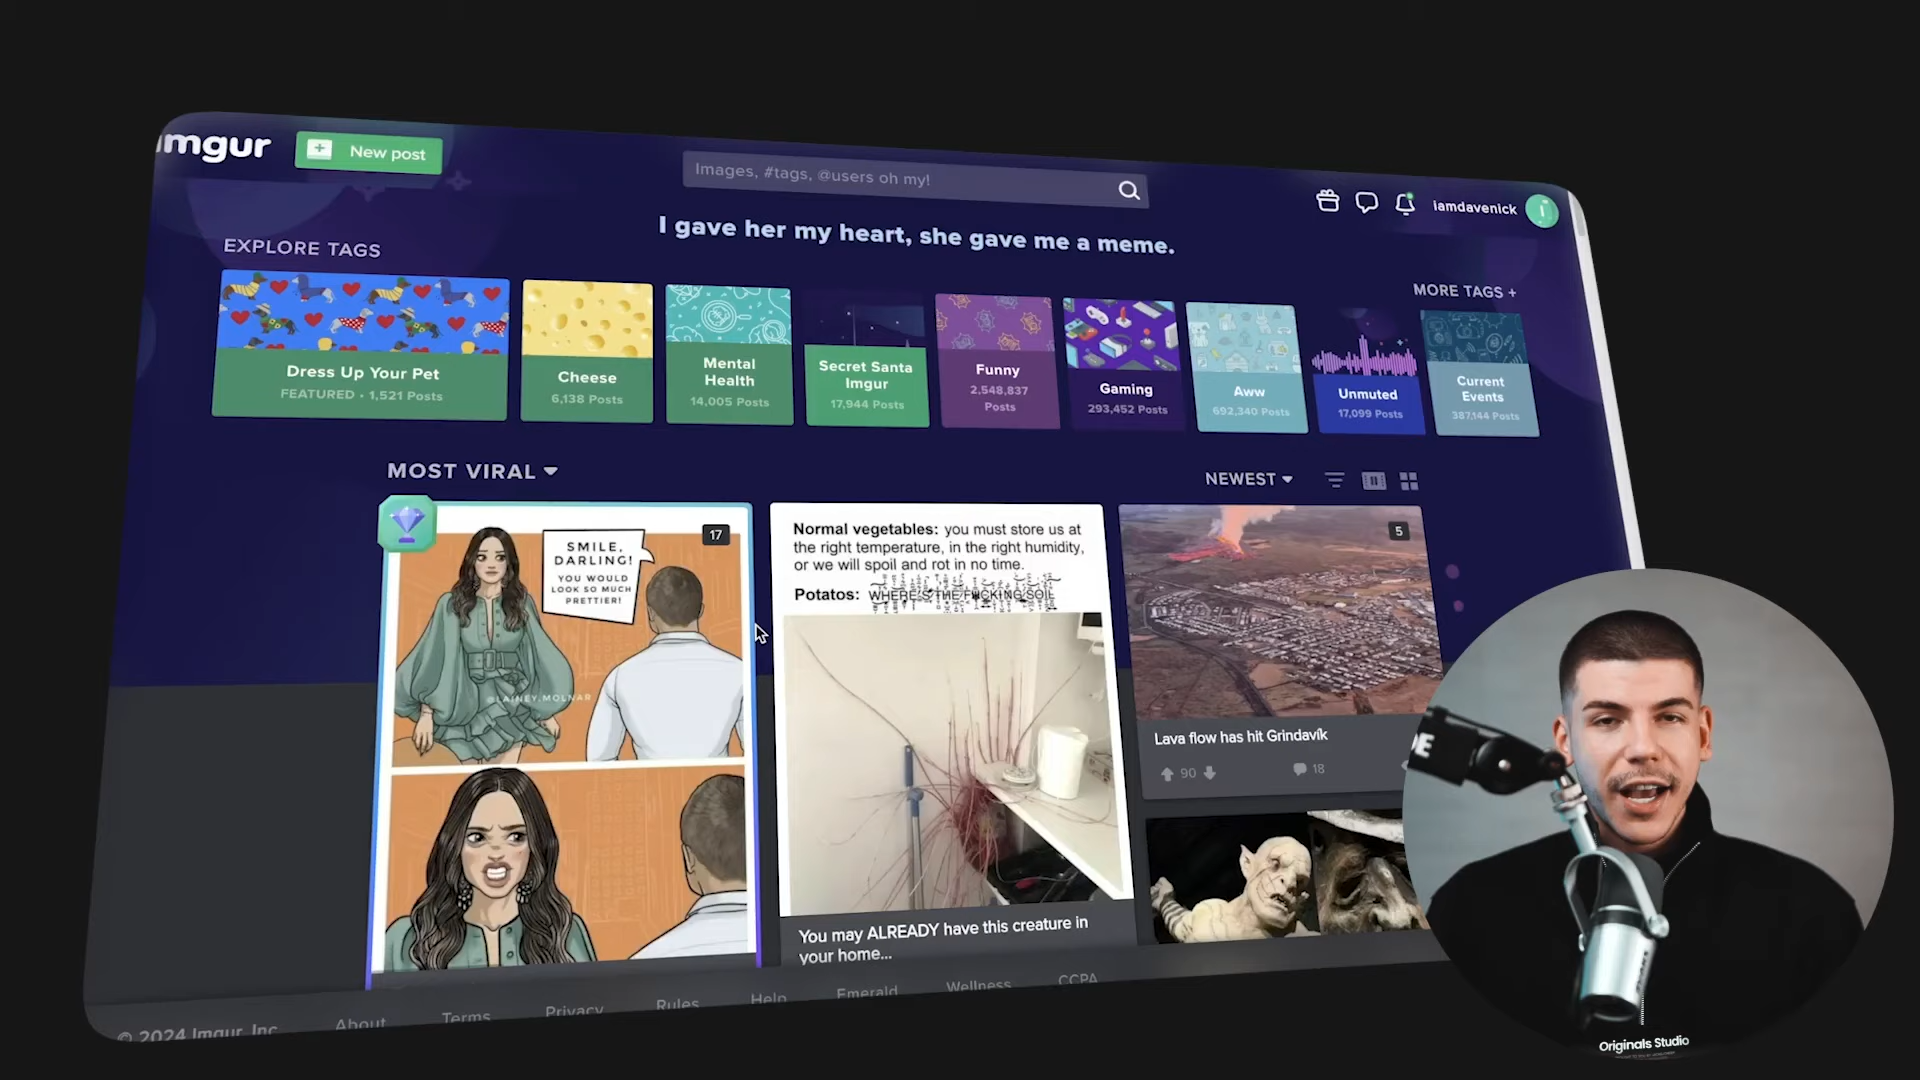 imgur
New post
Images, #tags, @users oh my!
iamdavenick
I gave her my heart, she gave me a meme.
EXPLORE TAGS
MORE TAGS +
Dress Up Your Pet
FEATURED • 1,521 Posts
Cheese
6,138 Posts
Mental
Health
14,005 Posts
Secret Santa
Imgur
17,944 Posts
Funny
2,548,837
Posts
Gaming
293,452 Posts
Aww
692,340 Posts
Unmuted
17,099 Posts
Current
Events
387,144 Posts
MOST VIRAL
NEWEST
17
SMILE,
DARLING!
YOU WOULD
LOOK SO MUCH
PRETTIER!
@LAINEY.MOLNAR
Normal vegetables: you must store us at
the right temperature, in the right humidity,
or we will spoil and rot in no time.
Potatos: WHERE'S THE FUCKING SOIL
You may ALREADY have this creature in
your home...
5
Lava flow has hit Grindavík
90
18
© 2024 Imgur, Inc
About
Terms
Privacy
Rules
Help
Emerald
Wellness
CCPA
Originals Studio